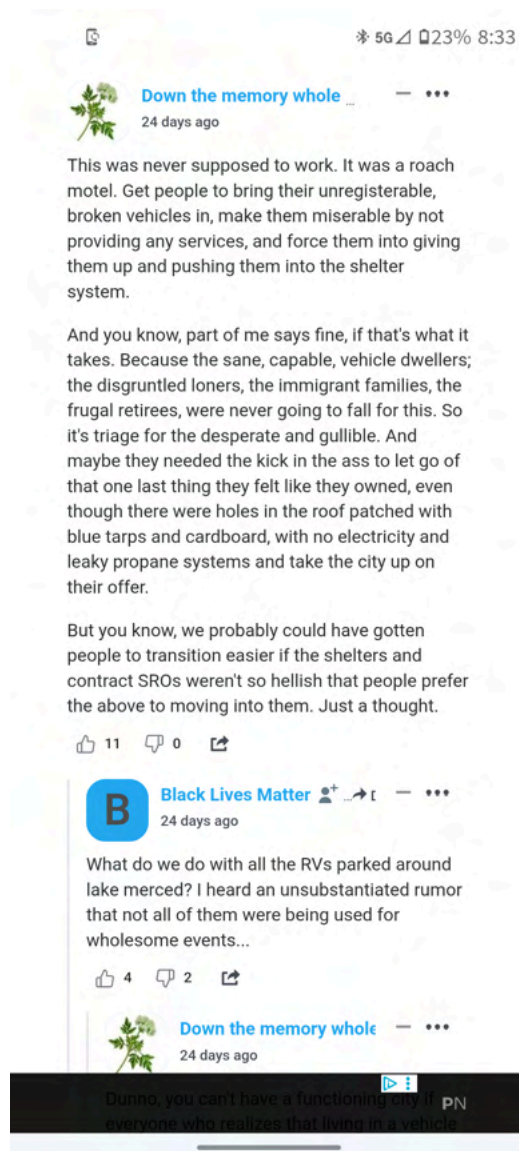 5G 23% 8:33
Down the memory whole ...
24 days ago
This was never supposed to work. It was a roach
motel. Get people to bring their unregisterable,
broken vehicles in, make them miserable by not
providing any services, and force them into giving
them up and pushing them into the shelter
system.
And you know, part of me says fine, if that's what it
takes. Because the sane, capable, vehicle dwellers;
the disgruntled loners, the immigrant families, the
frugal retirees, were never going to fall for this. So
it's triage for the desperate and gullible. And
maybe they needed the kick in the ass to let go of
that one last thing they felt like they owned, even
though there were holes in the roof patched with
blue tarps and cardboard, with no electricity and
leaky propane systems and take the city up on
their offer.
But you know, we probably could have gotten
people to transition easier if the shelters and
contract SROs weren't so hellish that people prefer
the above to moving into them. Just a thought.
11 0
B
Black Lives Matter ...
24 days ago
What do we do with all the RVs parked around
lake merced? I heard an unsubstantiated rumor
that not all of them were being used for
wholesome events...
4 2
Down the memory whole
24 days ago
Dunno, you can't have a functioning city if
PN
everyone who realizes that living in a vehicle